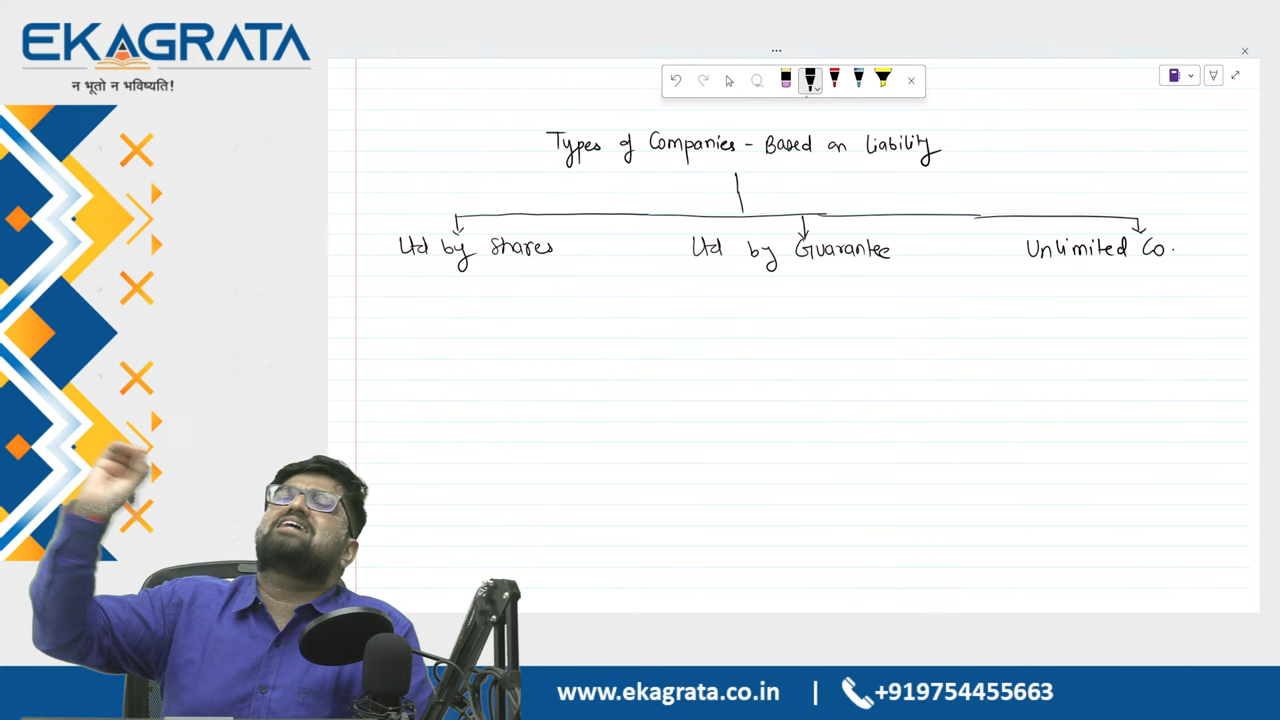 EKAGRATA
न भूतो न भविष्यति!
...
Types of Companies - Based on Liability
Ltd by Shares
Ltd by Guarantee
Unlimited Co.
www.ekagrata.co.in | +919754455663